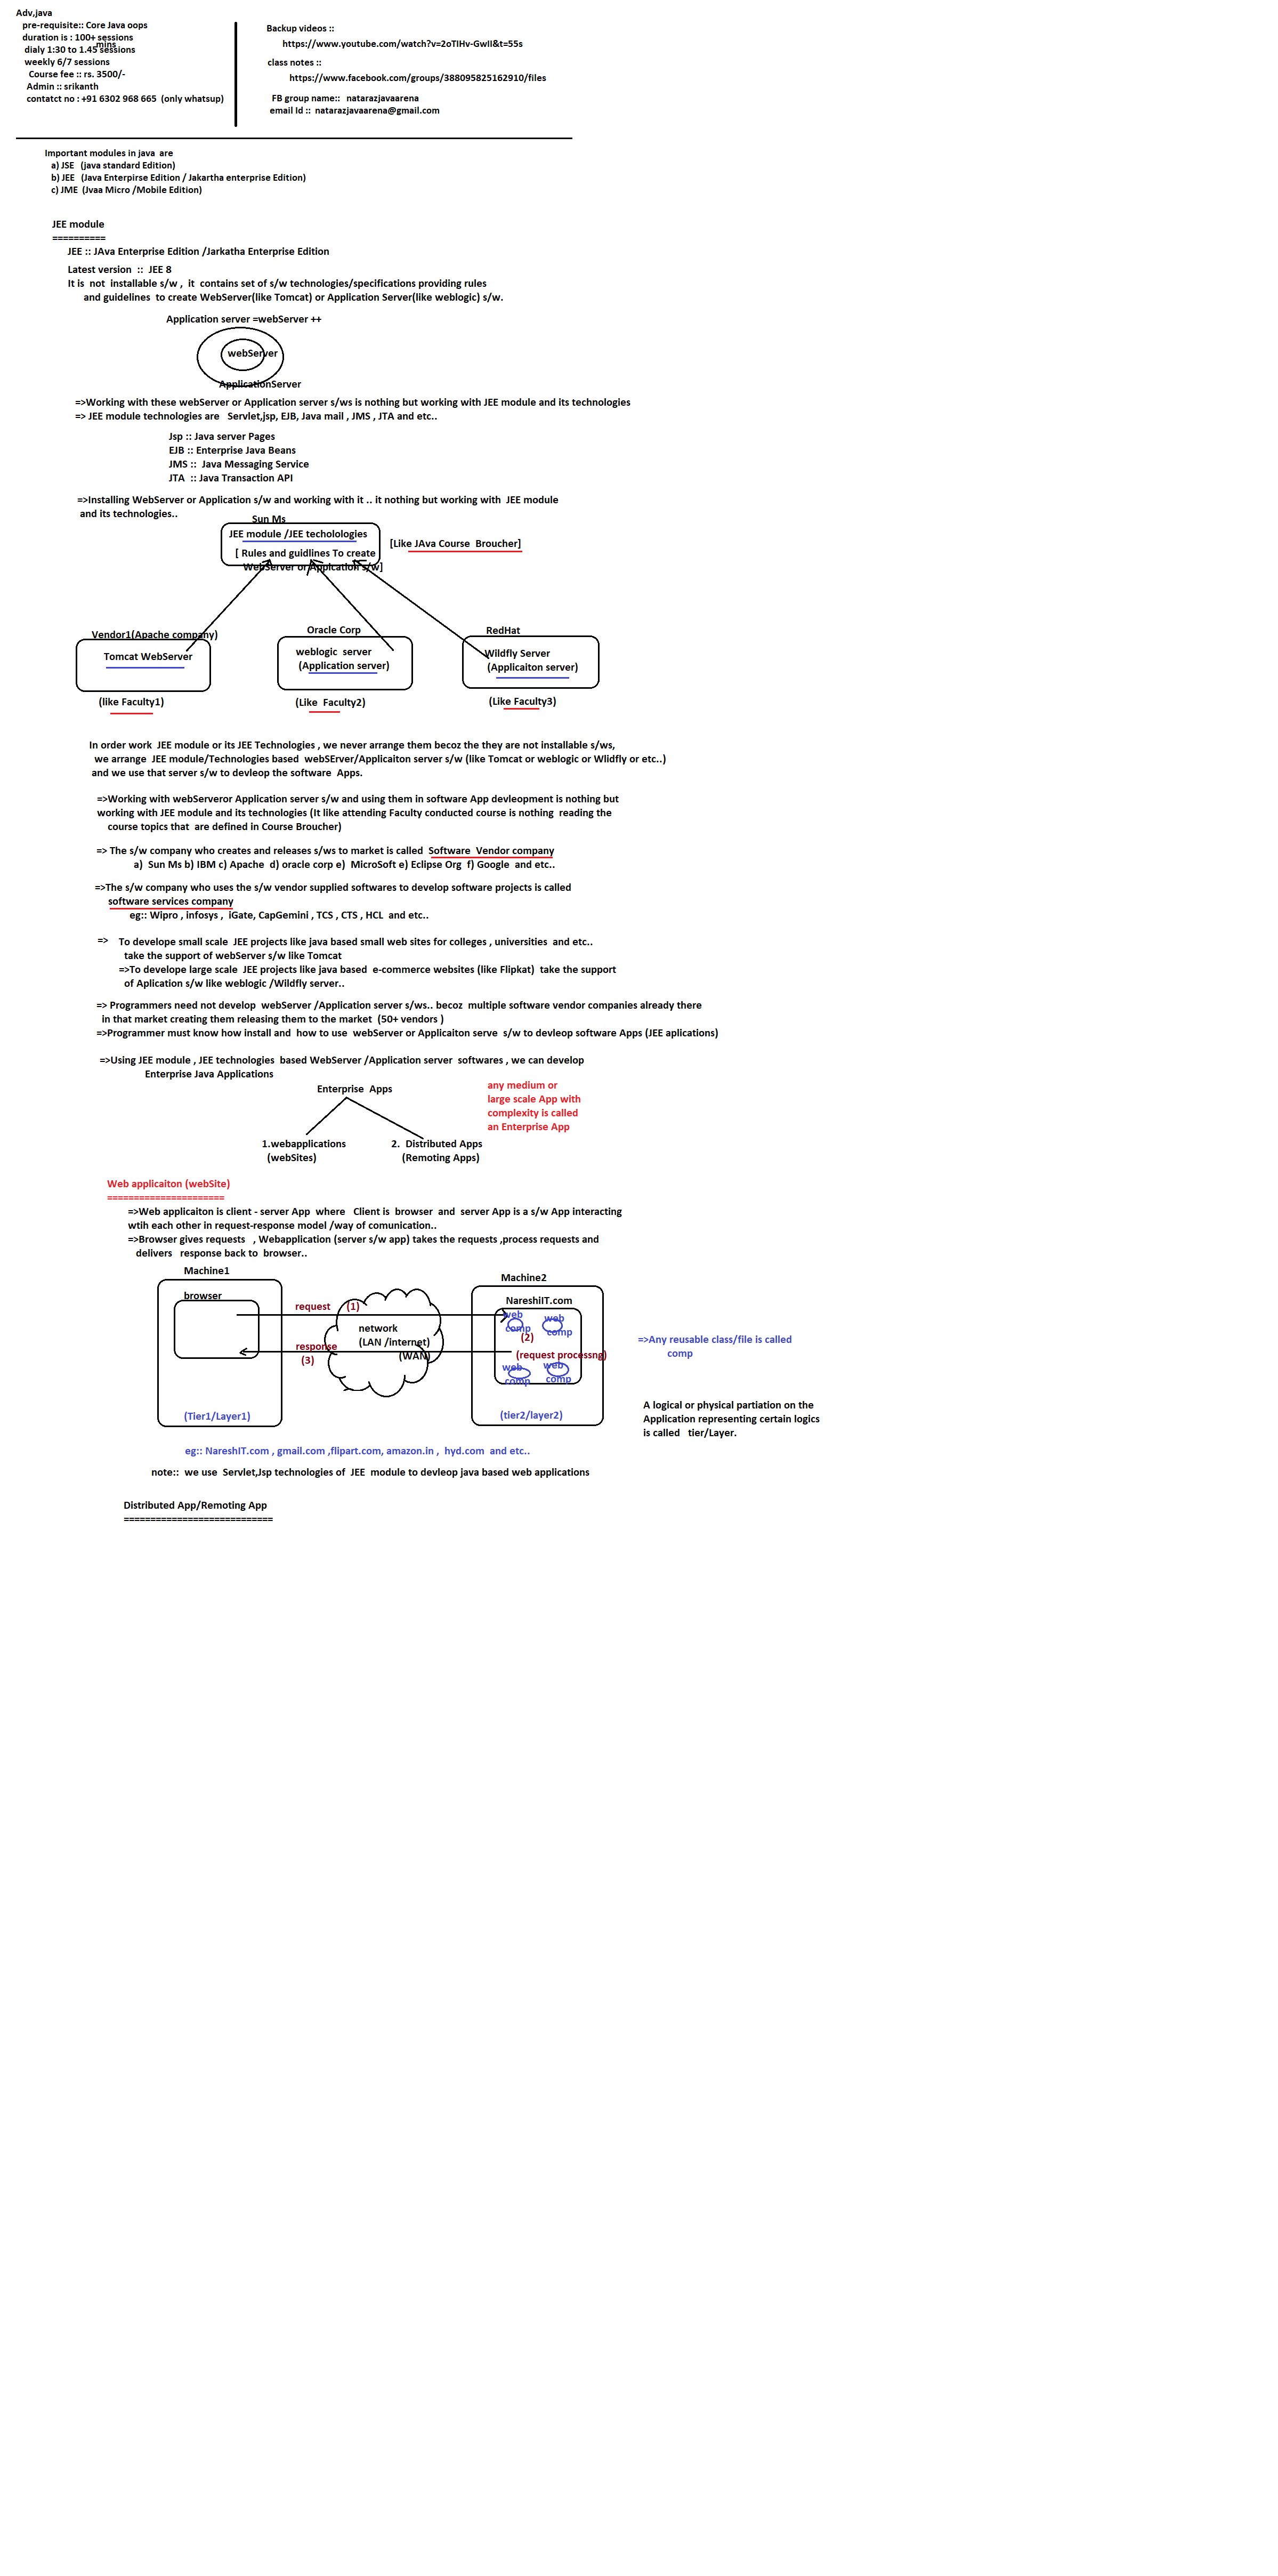 Adv,java
pre-requisite:: Core Java oops
duration is : 100+ sessions
mins
dialy 1:30 to 1.45 sessions
weekly 6/7 sessions
Course fee :: rs. 3500/-
Admin :: srikanth
contatct no : +91 6302 968 665 (only whatsup)
Backup videos ::
https://www.youtube.com/watch?v=2oTIHv-GwII&t=55s
class notes ::
https://www.facebook.com/groups/388095825162910/files
FB group name:: natarazjavaarena
email Id :: natarazjavaarena@gmail.com
Important modules in java are
a) JSE (java standard Edition)
b) JEE (Java Enterpirse Edition / Jakartha enterprise Edition)
c) JME (Jvaa Micro /Mobile Edition)
JEE module
==========
JEE :: JAva Enterprise Edition /Jarkatha Enterprise Edition
Latest version :: JEE 8
It is not installable s/w , it contains set of s/w technologies/specifications providing rules
and guidelines to create WebServer(like Tomcat) or Application Server(like weblogic) s/w.
Application server =webServer ++
webServer
ApplicationServer
=>Working with these webServer or Application server s/ws is nothing but working with JEE module and its technologies
=> JEE module technologies are Servlet,jsp, EJB, Java mail , JMS , JTA and etc..
Jsp :: Java server Pages
EJB :: Enterprise Java Beans
JMS :: Java Messaging Service
JTA :: Java Transaction API
=>Installing WebServer or Application s/w and working with it .. it nothing but working with JEE module
and its technologies..
Sun Ms
JEE module /JEE techologies
[ Rules and guidlines To create
WebServer or Applcation s/w]
[Like JAva Course Broucher]
Vendor1(Apache company)
Tomcat WebServer
(like Faculty1)
Oracle Corp
weblogic server
(Application server)
(Like Faculty2)
RedHat
Wildfly Server
(Applicaiton server)
(Like Faculty3)
In order work JEE module or its JEE Technologies , we never arrange them becoz the they are not installable s/ws,
we arrange JEE module/Technologies based webSErver/Applicaiton server s/w (like Tomcat or weblogic or Wlidfly or etc..)
and we use that server s/w to devleop the software Apps.
=>Working with webServeror Application server s/w and using them in software App devleopment is nothing but
working with JEE module and its technologies (It like attending Faculty conducted course is nothing reading the
course topics that are defined in Course Broucher)
=> The s/w company who creates and releases s/ws to market is called Software Vendor company
a) Sun Ms b) IBM c) Apache d) oracle corp e) MicroSoft e) Eclipse Org f) Google and etc..
=>The s/w company who uses the s/w vendor supplied softwares to develop software projects is called
software services company
eg:: Wipro , infosys , iGate, CapGemini , TCS , CTS , HCL and etc..
=> To develope small scale JEE projects like java based small web sites for colleges , universities and etc..
take the support of webServer s/w like Tomcat
=>To develope large scale JEE projects like java based e-commerce websites (like Flipkat) take the support
of Aplication s/w like weblogic /Wildfly server..
=> Programmers need not develop webServer /Application server s/ws.. becoz multiple software vendor companies already there
in that market creating them releasing them to the market (50+ vendors )
=>Programmer must know how install and how to use webServer or Applicaiton serve s/w to devleop software Apps (JEE aplications)
=>Using JEE module , JEE technologies based WebServer /Application server softwares , we can develop
Enterprise Java Applications
Enterprise Apps
any medium or
large scale App with
complexity is called
an Enterprise App
1.webapplications
(webSites)
2. Distributed Apps
(Remoting Apps)
Web applicaiton (webSite)
======================
=>Web applicaiton is client - server App where Client is browser and server App is a s/w App interacting
wtih each other in request-response model /way of comunication..
=>Browser gives requests , Webapplication (server s/w app) takes the requests ,process requests and
delivers response back to browser..
Machine1
browser
(Tier1/Layer1)
request (1)
network
(LAN /internet)
(WAN)
response
(3)
Machine2
NareshiIT.com
web
comp
web
comp
(2)
(request processng)
web
comp
web
comp
(tier2/layer2)
=>Any reusable class/file is called
comp
A logical or physical partiation on the
Application representing certain logics
is called tier/Layer.
eg:: NareshIT.com , gmail.com ,flipart.com, amazon.in , hyd.com and etc..
note:: we use Servlet,Jsp technologies of JEE module to devleop java based web applications
Distributed App/Remoting App
============================